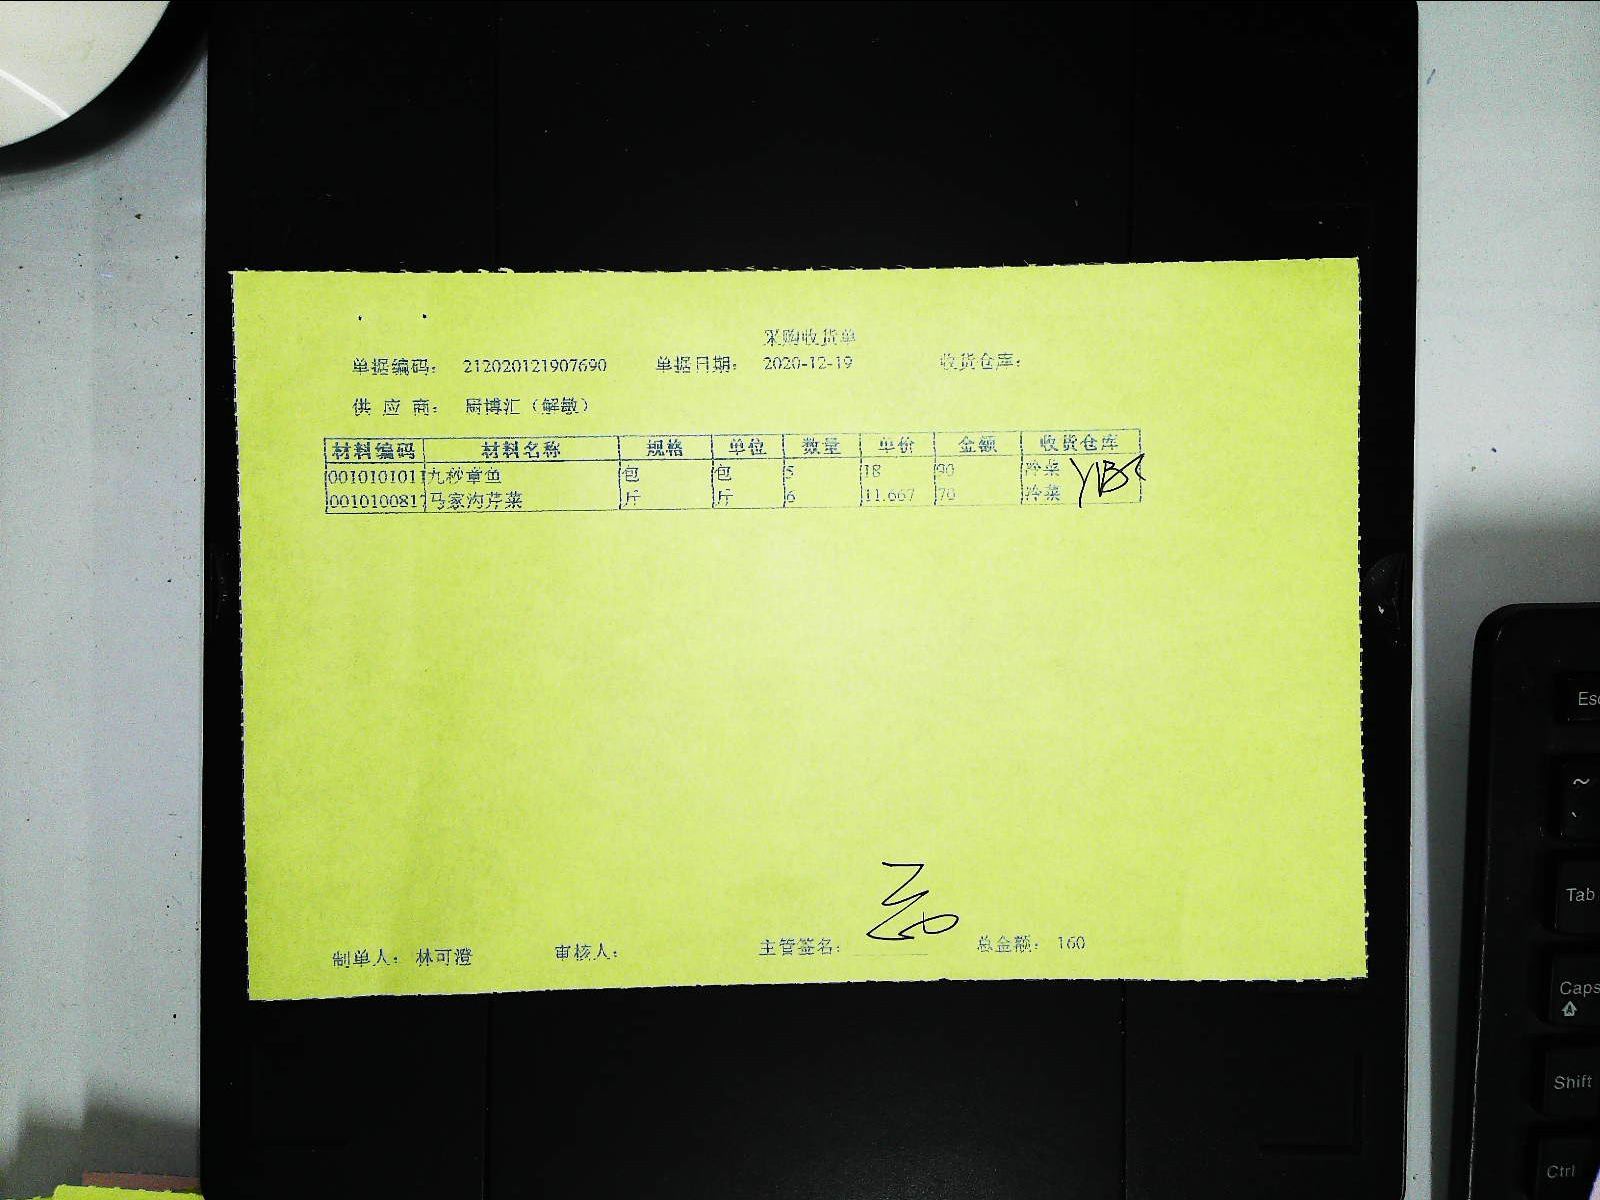 采购收货单
单据编码： 212020121907690 单据日期： 2020-12-19 收货仓库：
供 应 商： 厨博汇（解敏）
材料编码 材料名称 规格 单位 数量 单价 金额 收货仓库
0010101011 九秒章鱼 包 包 5 18 90 冷菜
0010100817 马家沟芹菜 斤 斤 6 11.667 70 冷菜
制单人： 林可澄 审核人： 主管签名： 总金额： 160
Esc
~
Tab
Caps
Shift
Ctrl